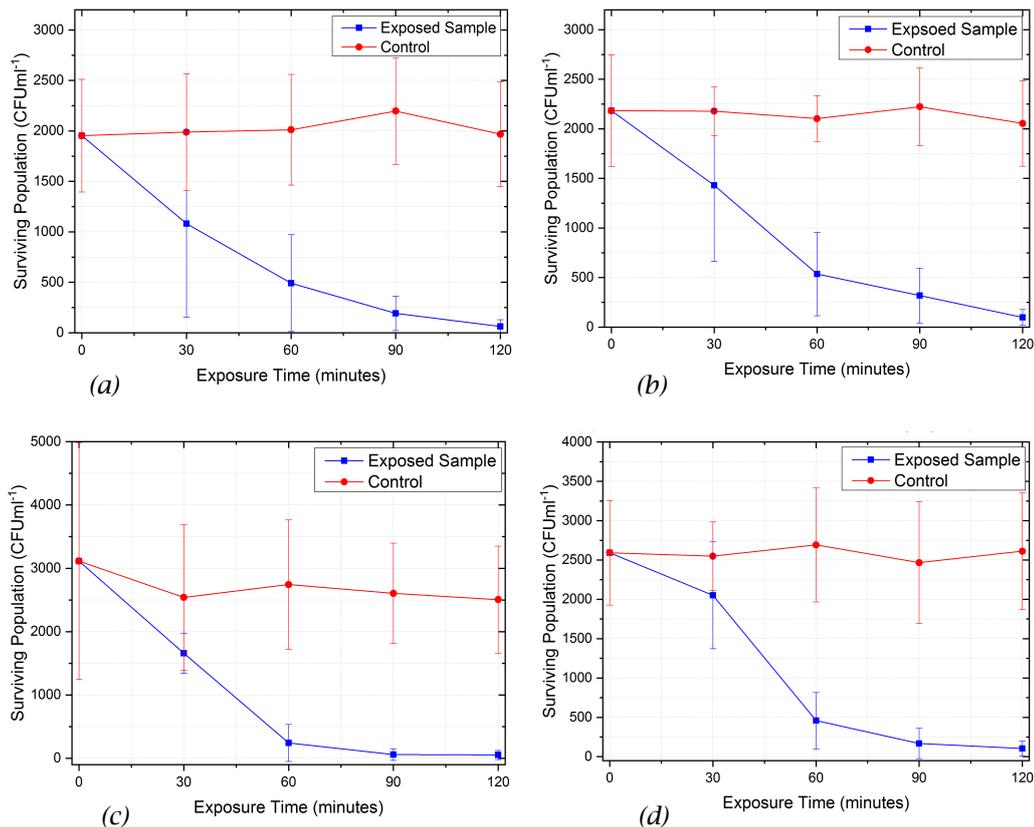 Exposed Sample
Control
Surviving Population (CFUml⁻¹)
3000
2500
2000
1500
1000
500
0
0 30 60 90 120
Exposure Time (minutes)
(a)
Expsoed Sample
Control
Surviving Population (CFUml⁻¹)
3000
2500
2000
1500
1000
500
0
0 30 60 90 120
Exposure Time (minutes)
(b)
Exposed Sample
Control
Surviving Population (CFUml⁻¹)
5000
4000
3000
2000
1000
0
0 30 60 90 120
Exposure Time (minutes)
(c)
Exposed Sample
Control
Surviving Population (CFUml⁻¹)
4000
3500
3000
2500
2000
1500
1000
500
0
0 30 60 90 120
Exposure Time (minutes)
(d)